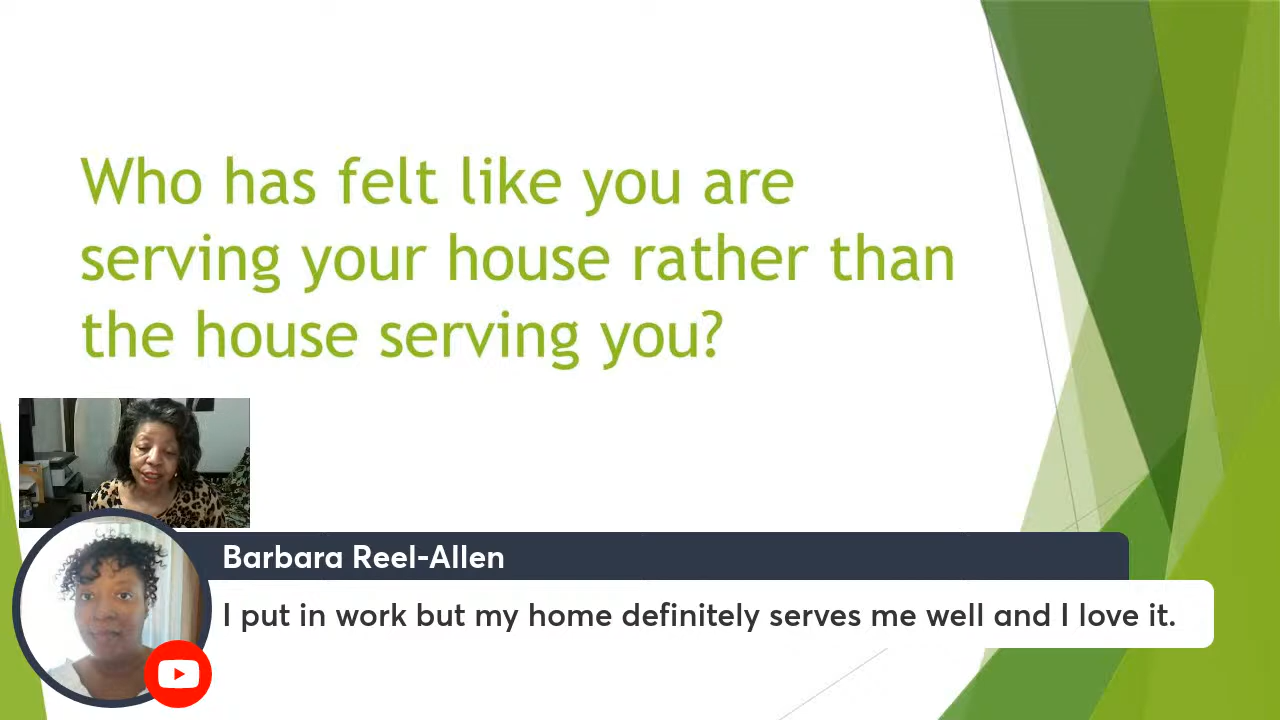 Who has felt like you are
serving your house rather than
the house serving you?
Barbara Reel-Allen
I put in work but my home definitely serves me well and I love it.